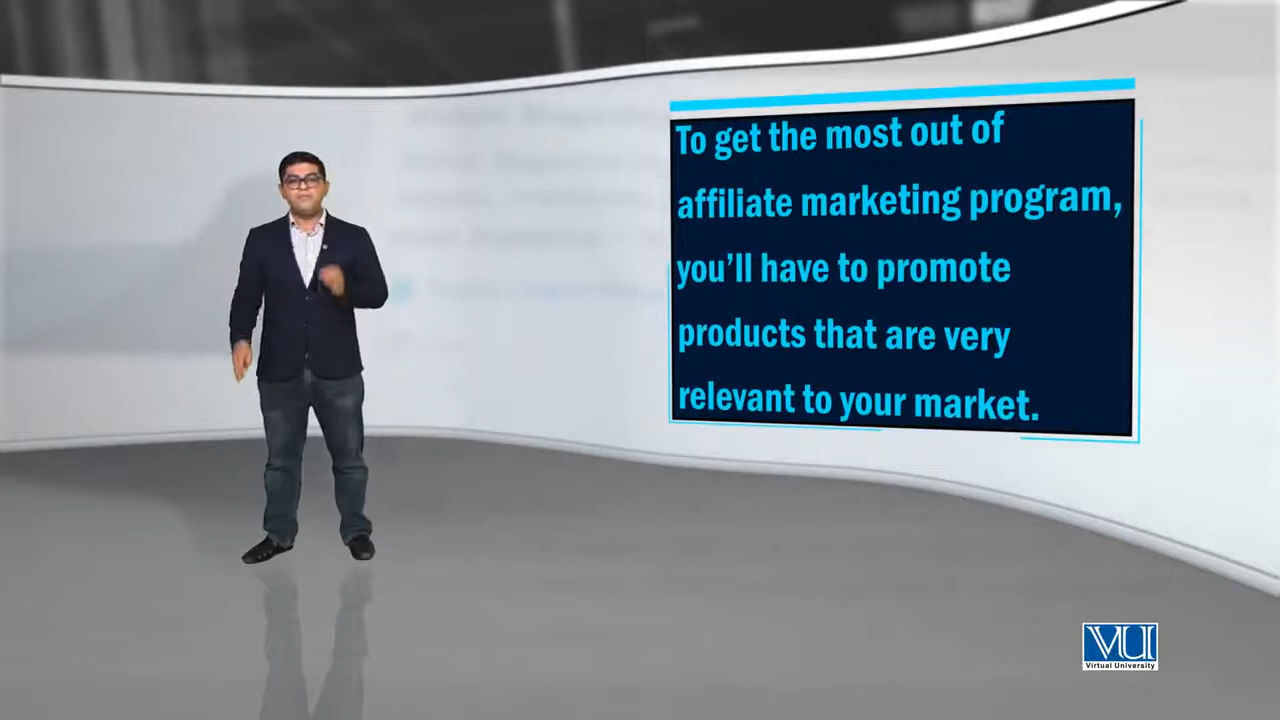 To get the most out of
affiliate marketing program,
you'll have to promote
products that are very
relevant to your market.
VU
Virtual University